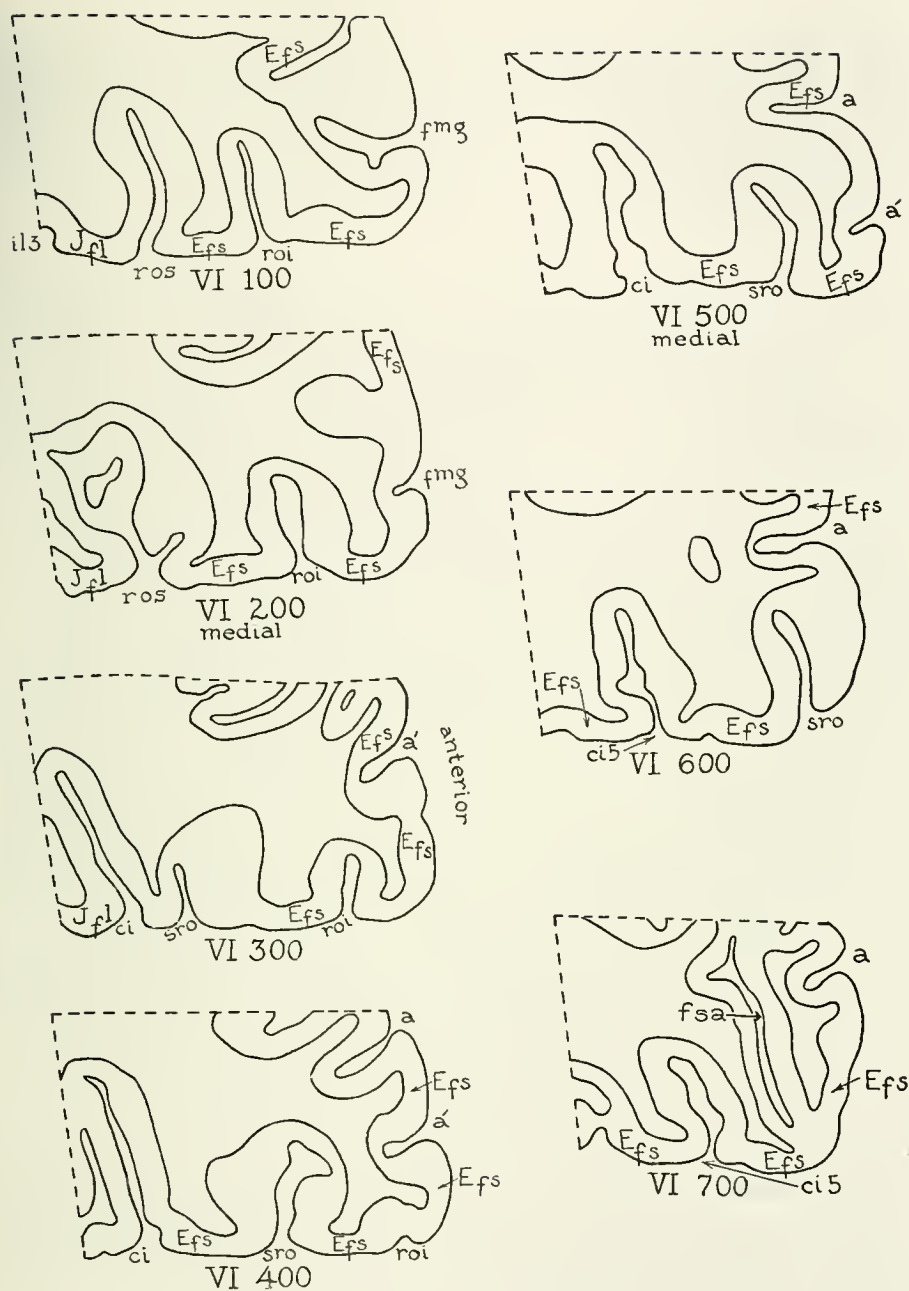 Efs
fmg
il3
Jfl
ros
Efs
roi
Efs
VI 100
Efs
fmg
Jfl
ros
Efs
roi
Efs
VI 200
medial
Efs
a'
anterior
Efs
Jfl
ci
sro
Efs
roi
VI 300
a
Efs
a'
Efs
ci
Efs
sro
Efs
roi
VI 400
Efs
a
a'
ci
Efs
sro
Efs
VI 500
medial
Efs
a
Efs
ci5
Efs
sro
VI 600
a
fsa
Efs
Efs
Efs
ci5
VI 700